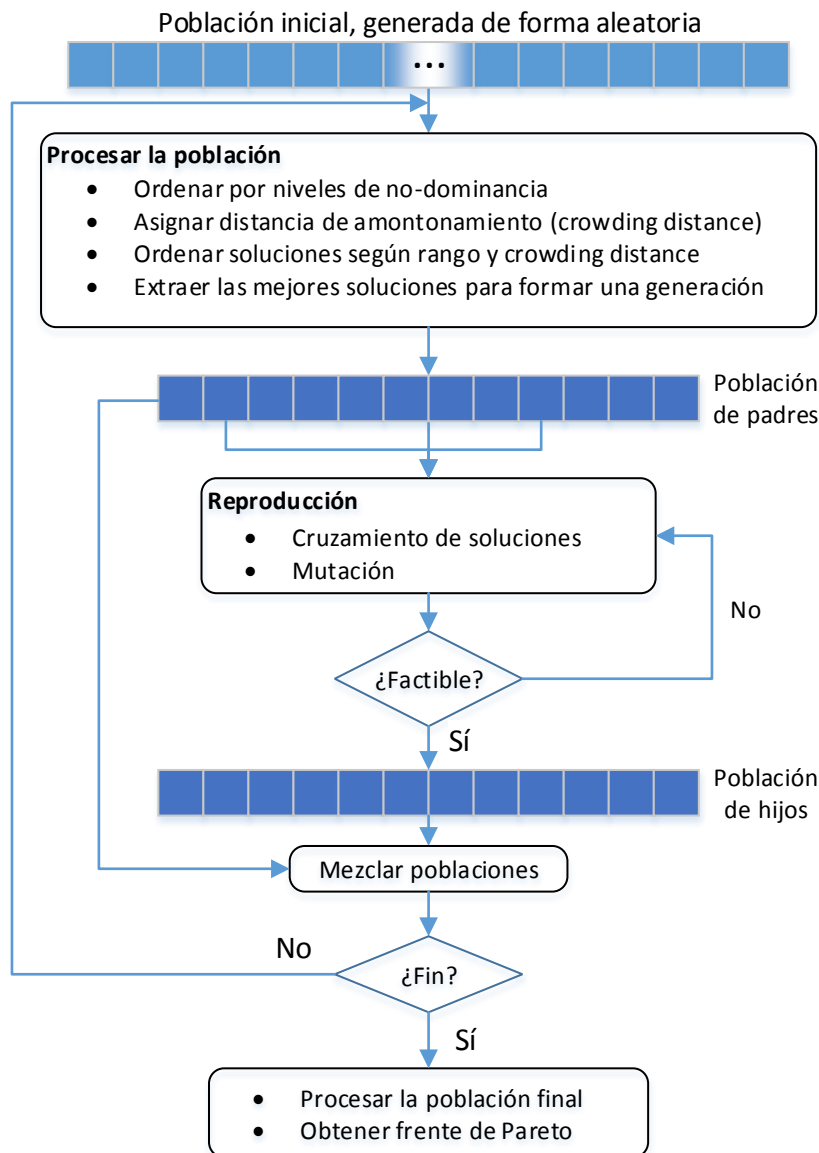 Población inicial, generada de forma aleatoria
...
Procesar la población
• Ordenar por niveles de no-dominancia
• Asignar distancia de amontonamiento (crowding distance)
• Ordenar soluciones según rango y crowding distance
• Extraer las mejores soluciones para formar una generación
Población
de padres
Reproducción
• Cruzamiento de soluciones
• Mutación
No
¿Factible?
Sí
Población
de hijos
Mezclar poblaciones
No
¿Fin?
Sí
• Procesar la población final
• Obtener frente de Pareto